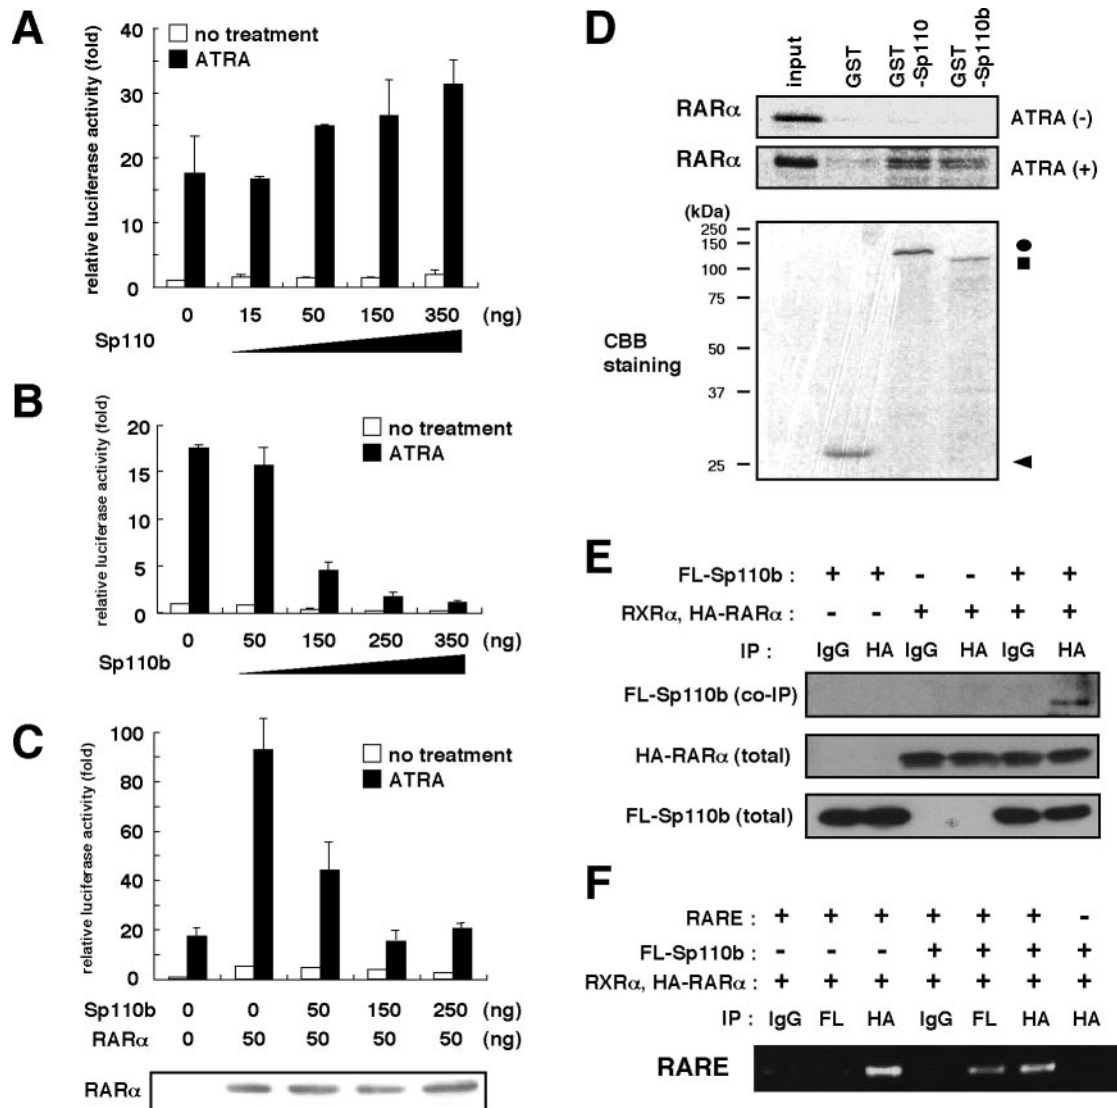 A
no treatment
ATRA
relative luciferase activity (fold)
40
30
20
10
0
0 15 50 150 350 (ng)
Sp110
B
no treatment
ATRA
relative luciferase activity (fold)
20
15
10
5
0
0 50 150 250 350 (ng)
Sp110b
C
no treatment
ATRA
relative luciferase activity (fold)
100
80
60
40
20
0
Sp110b 0 0 50 150 250 (ng)
RARα 0 50 50 50 50 (ng)
RARα
D
input
GST
GST
-Sp110
GST
-Sp110b
RARα ATRA (-)
RARα ATRA (+)
(kDa)
250
150
100
75
50
37
25
CBB
staining
E
FL-Sp110b : + + - - + +
RXRα, HA-RARα : - - + + + +
IP : IgG HA IgG HA IgG HA
FL-Sp110b (co-IP)
HA-RARα (total)
FL-Sp110b (total)
F
RARE : + + + + + + -
FL-Sp110b : - - - + + + +
RXRα, HA-RARα : + + + + + + +
IP : IgG FL HA IgG FL HA HA
RARE